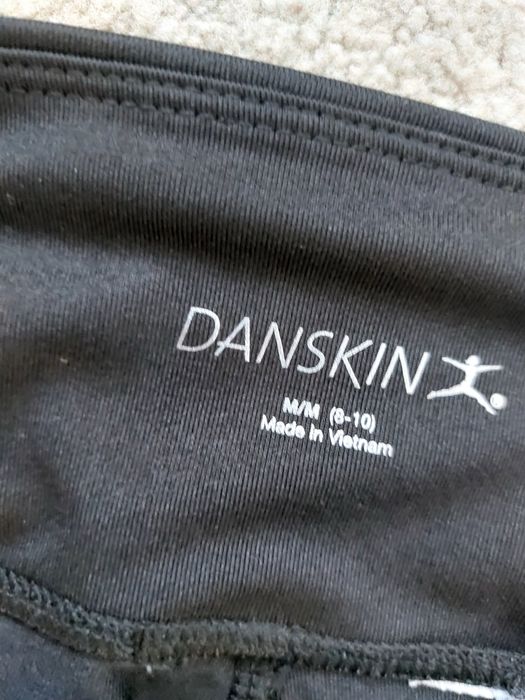 DANSKIN
M/M (8-10)
Made in Vietnam